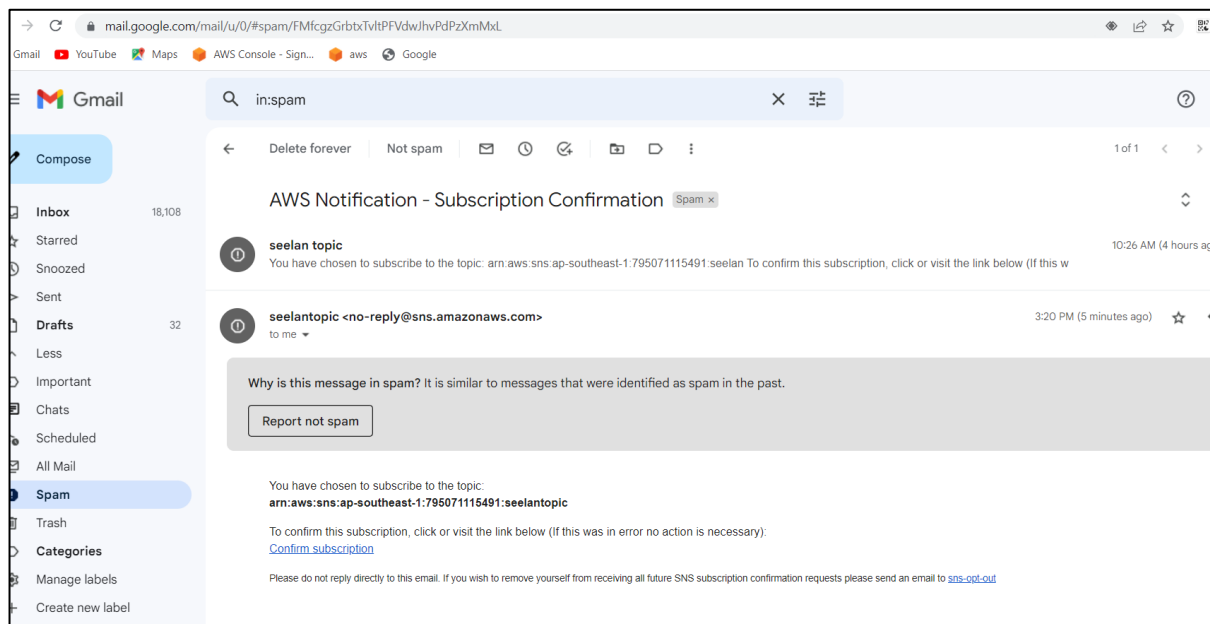 mail.google.com/mail/u/0/#spam/FMfcgzGrbtxTvltPFVdwJhvPdPzXmMxL
Gmail YouTube Maps AWS Console - Sign... aws Google
Gmail in:spam
Compose Delete forever Not spam 1 of 1
AWS Notification - Subscription Confirmation Spam ×
Inbox 18,108
Starred
Snoozed
Sent
Drafts 32
Less
Important
Chats
Scheduled
All Mail
Spam
Trash
Categories
Manage labels
Create new label
seelan topic 10:26 AM (4 hours ag
You have chosen to subscribe to the topic: arn:aws:sns:ap-southeast-1:795071115491:seelan To confirm this subscription, click or visit the link below (If this w
seelantopic <no-reply@sns.amazonaws.com> 3:20 PM (5 minutes ago)
to me
Why is this message in spam? It is similar to messages that were identified as spam in the past.
Report not spam
You have chosen to subscribe to the topic:
arn:aws:sns:ap-southeast-1:795071115491:seelantopic
To confirm this subscription, click or visit the link below (If this was in error no action is necessary):
Confirm subscription
Please do not reply directly to this email. If you wish to remove yourself from receiving all future SNS subscription confirmation requests please send an email to sns-opt-out